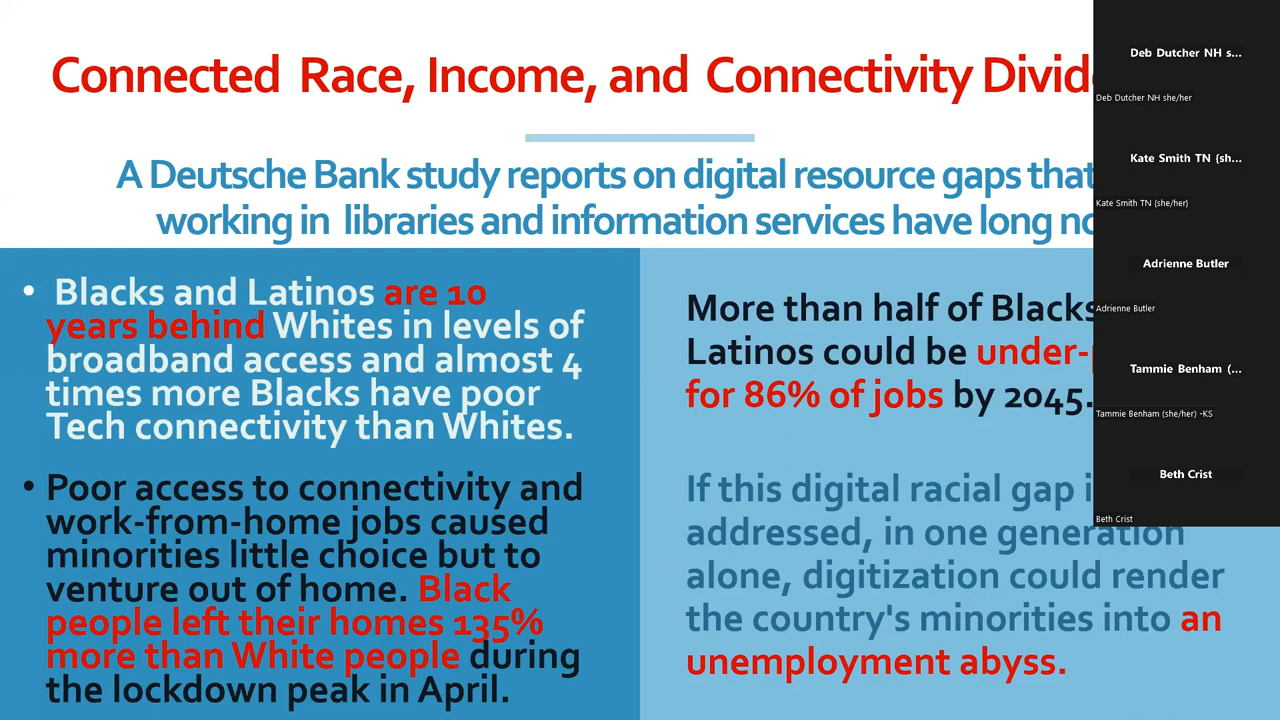 Connected Race, Income, and Connectivity
A Deutsche Bank study reports on digital resource gaps that
working in libraries and information services have long
• Blacks and Latinos are 10
years behind Whites in levels of
broadband access and almost 4
times more Blacks have poor
Tech connectivity than Whites.
• Poor access to connectivity and
work-from-home jobs caused
minorities little choice but to
venture out of home. Black
people left their homes 135%
more than White people during
the lockdown peak in April.
More than half of Blacks
Latinos could be under-
for 86% of jobs by 2045.
If this digital racial gap
addressed, in one generation
alone, digitization could render
the country's minorities into an
unemployment abyss.
Deb Dutcher NH s...
Deb Dutcher NH she/her
Kate Smith TN (sh...
Kate Smith TN (she/her)
Adrienne Butler
Adrienne Butler
Tammie Benham (...
Tammie Benham (she/her) -KS
Beth Crist
Beth Crist